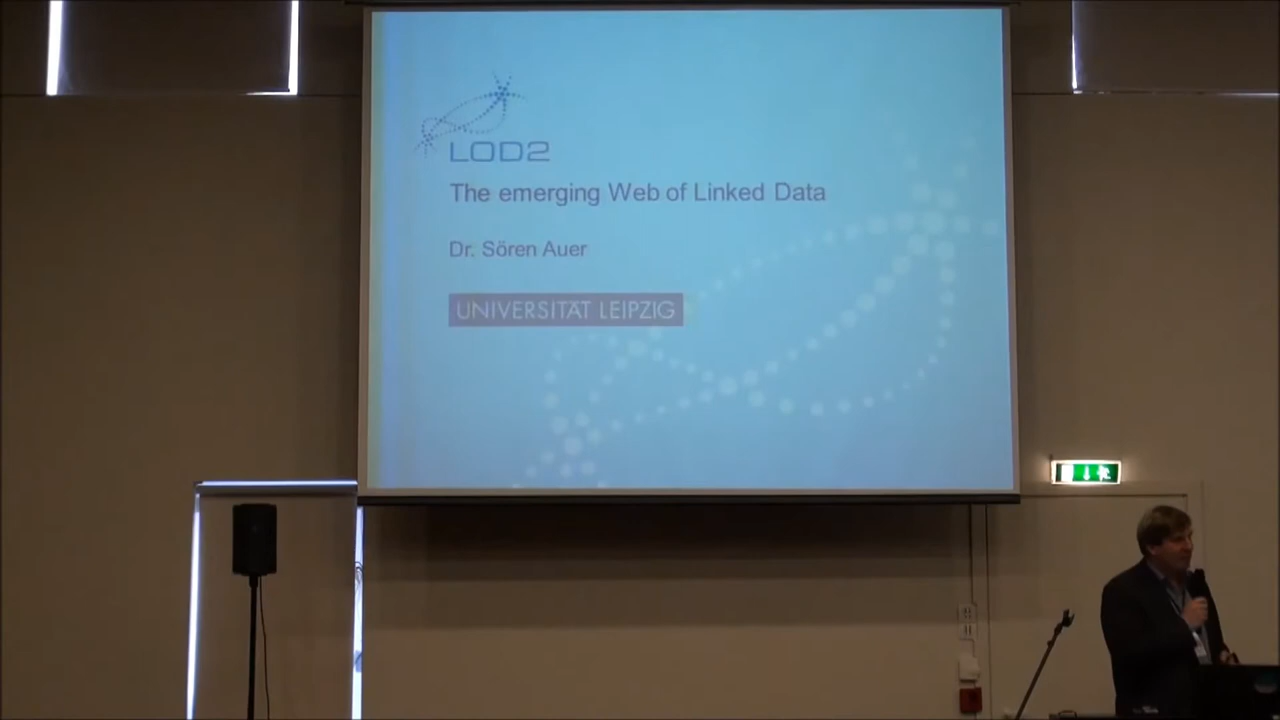 LOD2
The emerging Web of Linked Data
Dr. Sören Auer
UNIVERSITÄT LEIPZIG